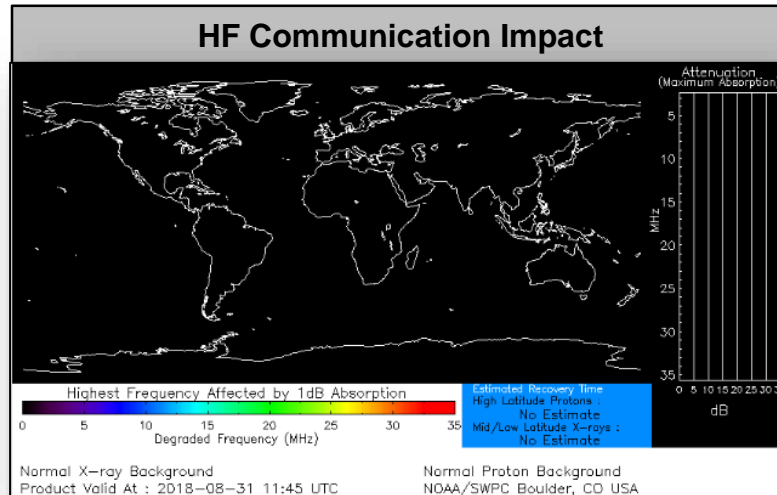 HF Communication Impact
Attenuation
(Maximum Absorption)
5
10
15
20
25
30
35
MHz
0 5 10 15 20 25 30
dB
Highest Frequency Affected by 1dB Absorption
0 5 10 15 20 25 30 35
Degraded Frequency (MHz)
Estimated Recovery Time
High Latitude Protons :
No Estimate
Mid/Low Latitude X-rays :
No Estimate
Normal X-ray Background
Product Valid At : 2018-08-31 11:45 UTC
Normal Proton Background
NOAA/SWPC Boulder, CO USA